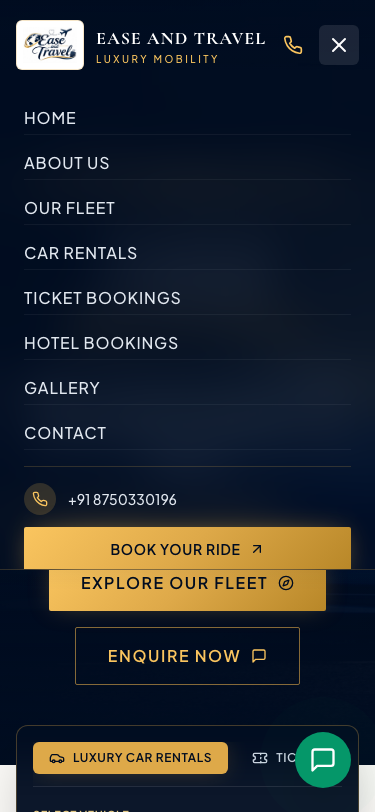 Ease and Travel
EASE AND TRAVEL
LUXURY MOBILITY
HOME
ABOUT US
OUR FLEET
CAR RENTALS
TICKET BOOKINGS
HOTEL BOOKINGS
GALLERY
CONTACT
+91 8750330196
BOOK YOUR RIDE
EXPLORE OUR FLEET
ENQUIRE NOW
LUXURY CAR RENTALS
TIC